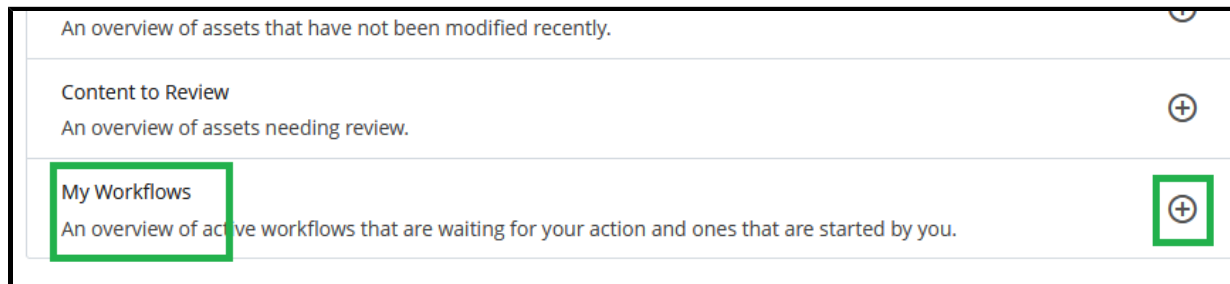 An overview of assets that have not been modified recently.
Content to Review
An overview of assets needing review.
My Workflows
An overview of active workflows that are waiting for your action and ones that are started by you.